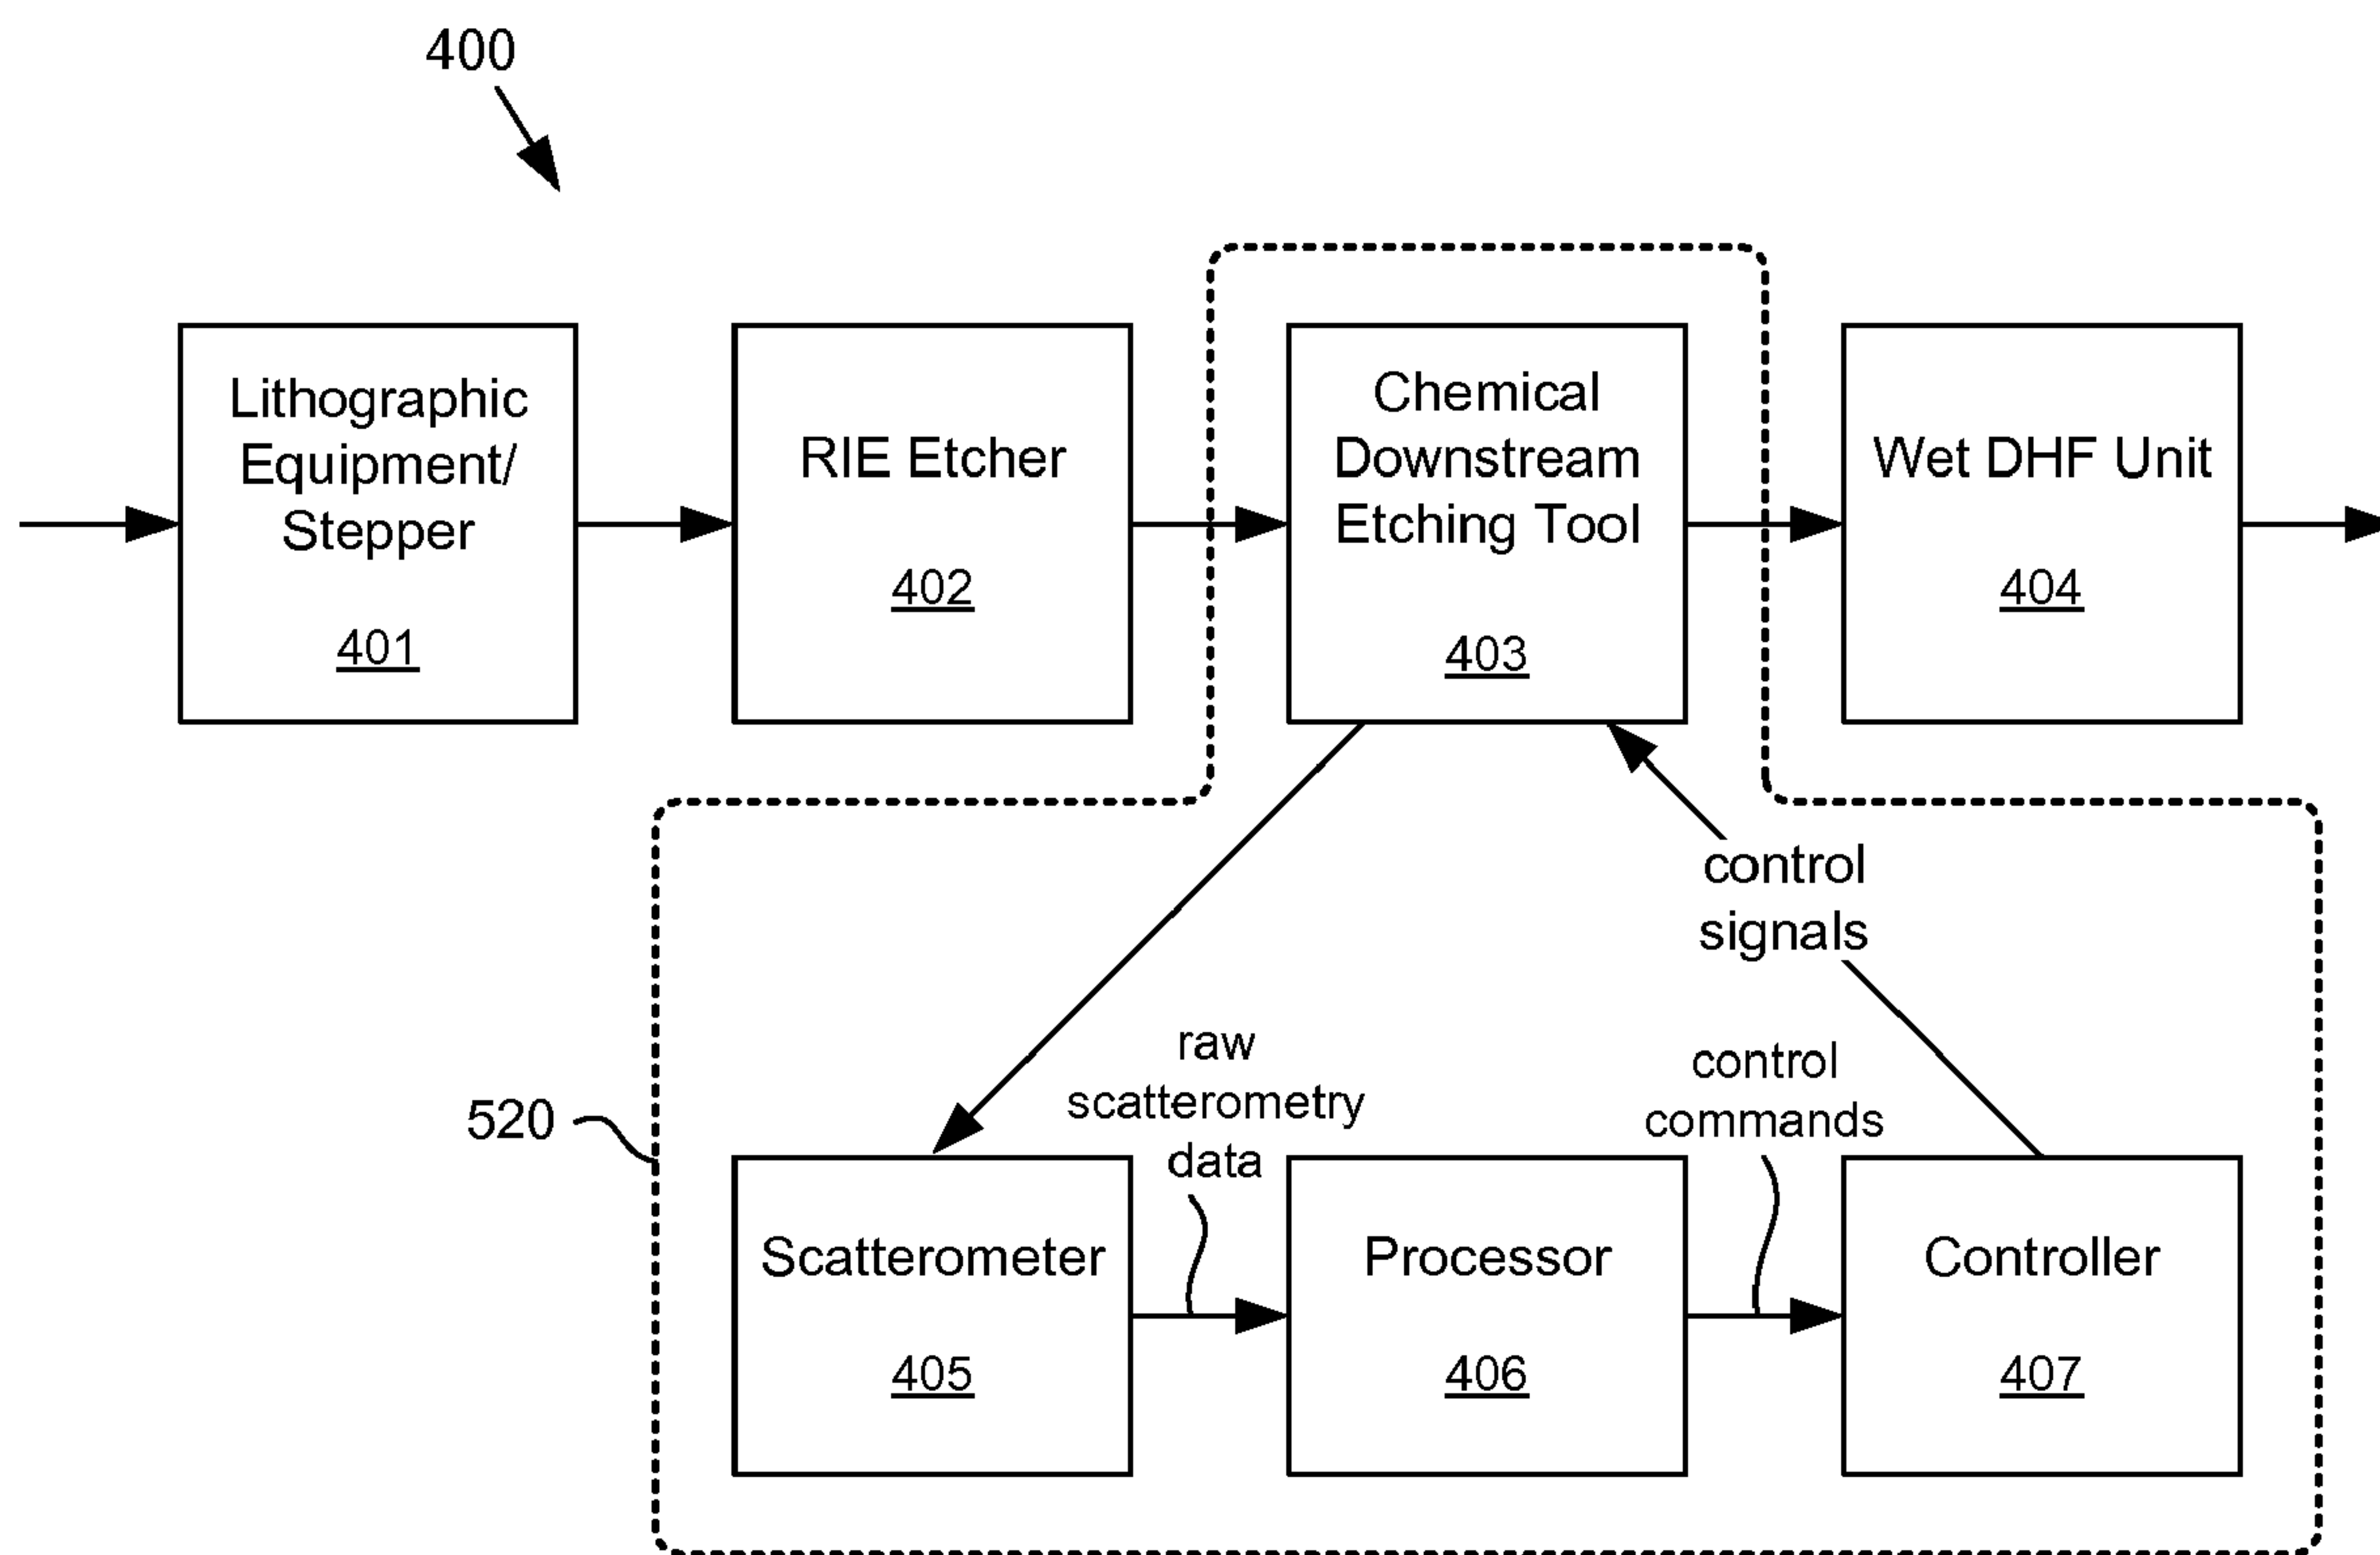 400
Lithographic
Equipment/
Stepper
401
RIE Etcher
402
Chemical
Downstream
Etching Tool
403
Wet DHF Unit
404
control
signals
520
raw
scatterometry
data
control
commands
Scatterometer
405
Processor
406
Controller
407